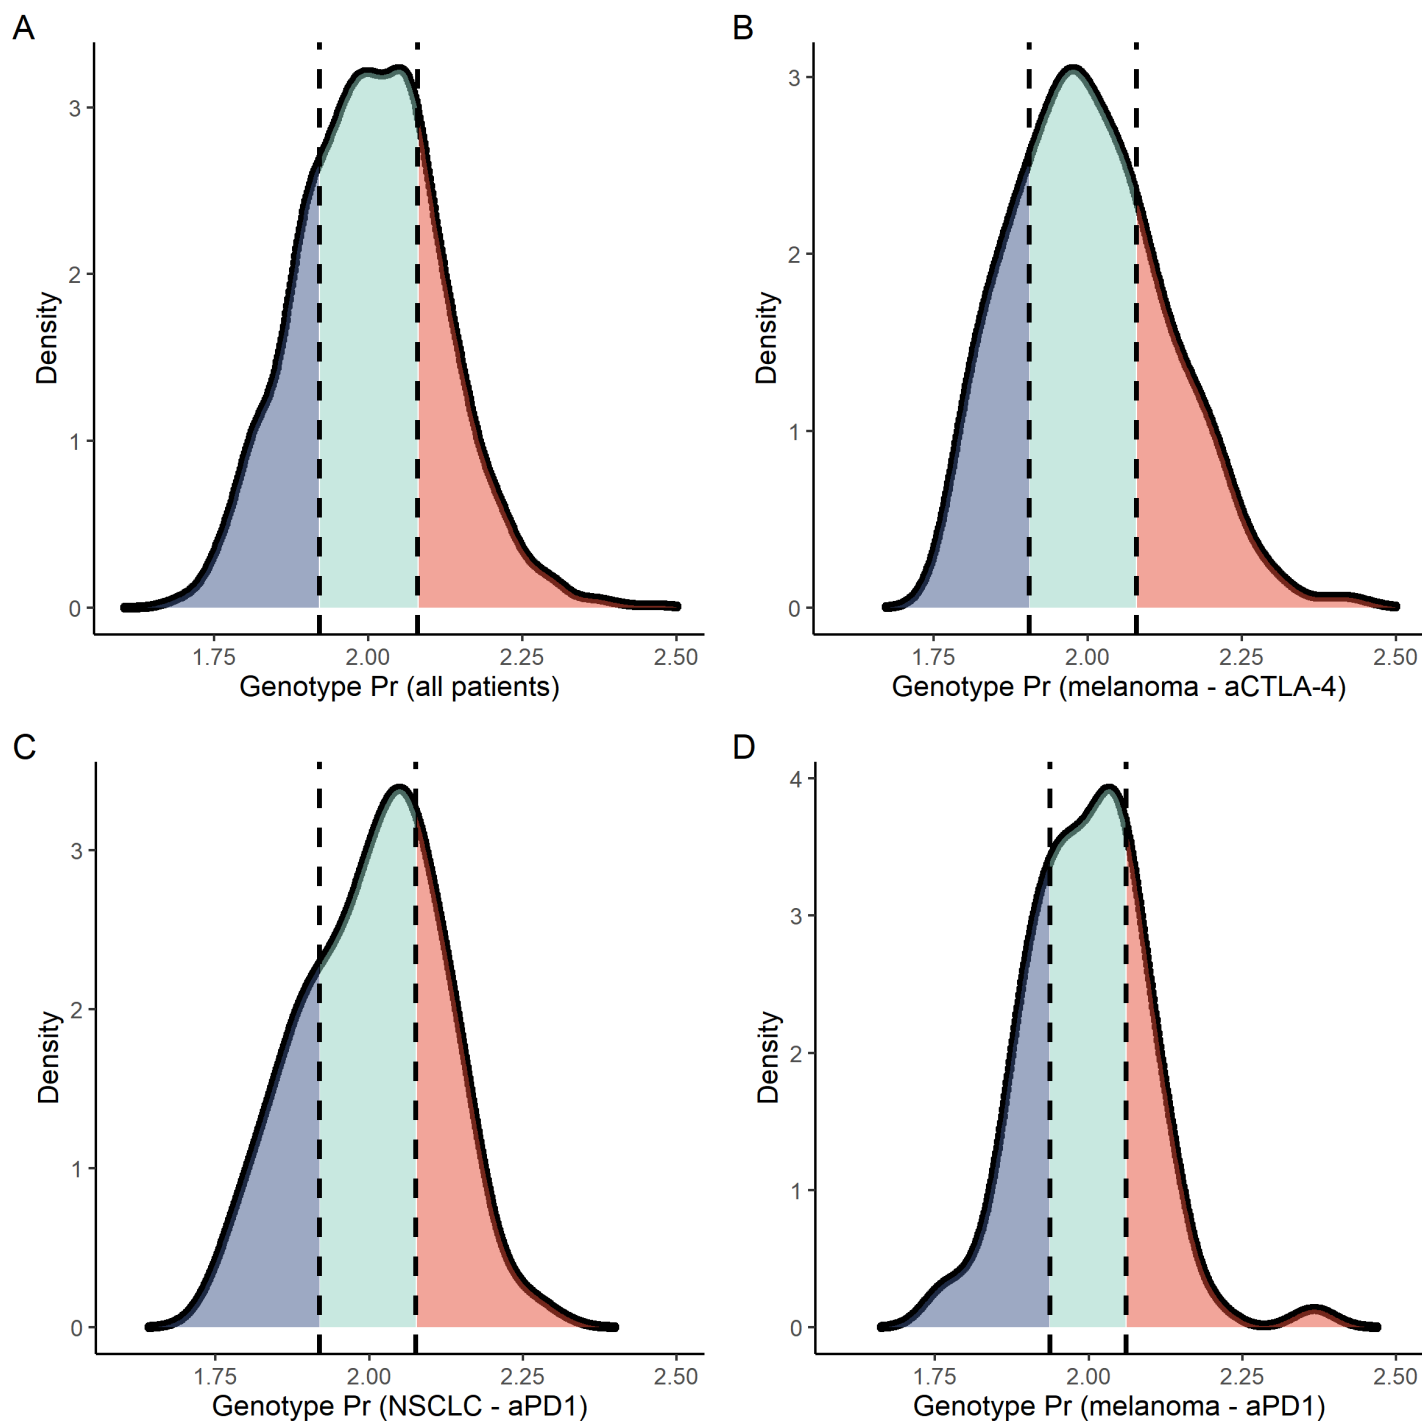 A
3
2
1
0
Density
1.75 2.00 2.25 2.50
Genotype Pr (all patients)
B
3
2
1
0
Density
1.75 2.00 2.25 2.50
Genotype Pr (melanoma - aCTLA-4)
C
3
2
1
0
Density
1.75 2.00 2.25 2.50
Genotype Pr (NSCLC - aPD1)
D
4
3
2
1
0
Density
1.75 2.00 2.25 2.50
Genotype Pr (melanoma - aPD1)